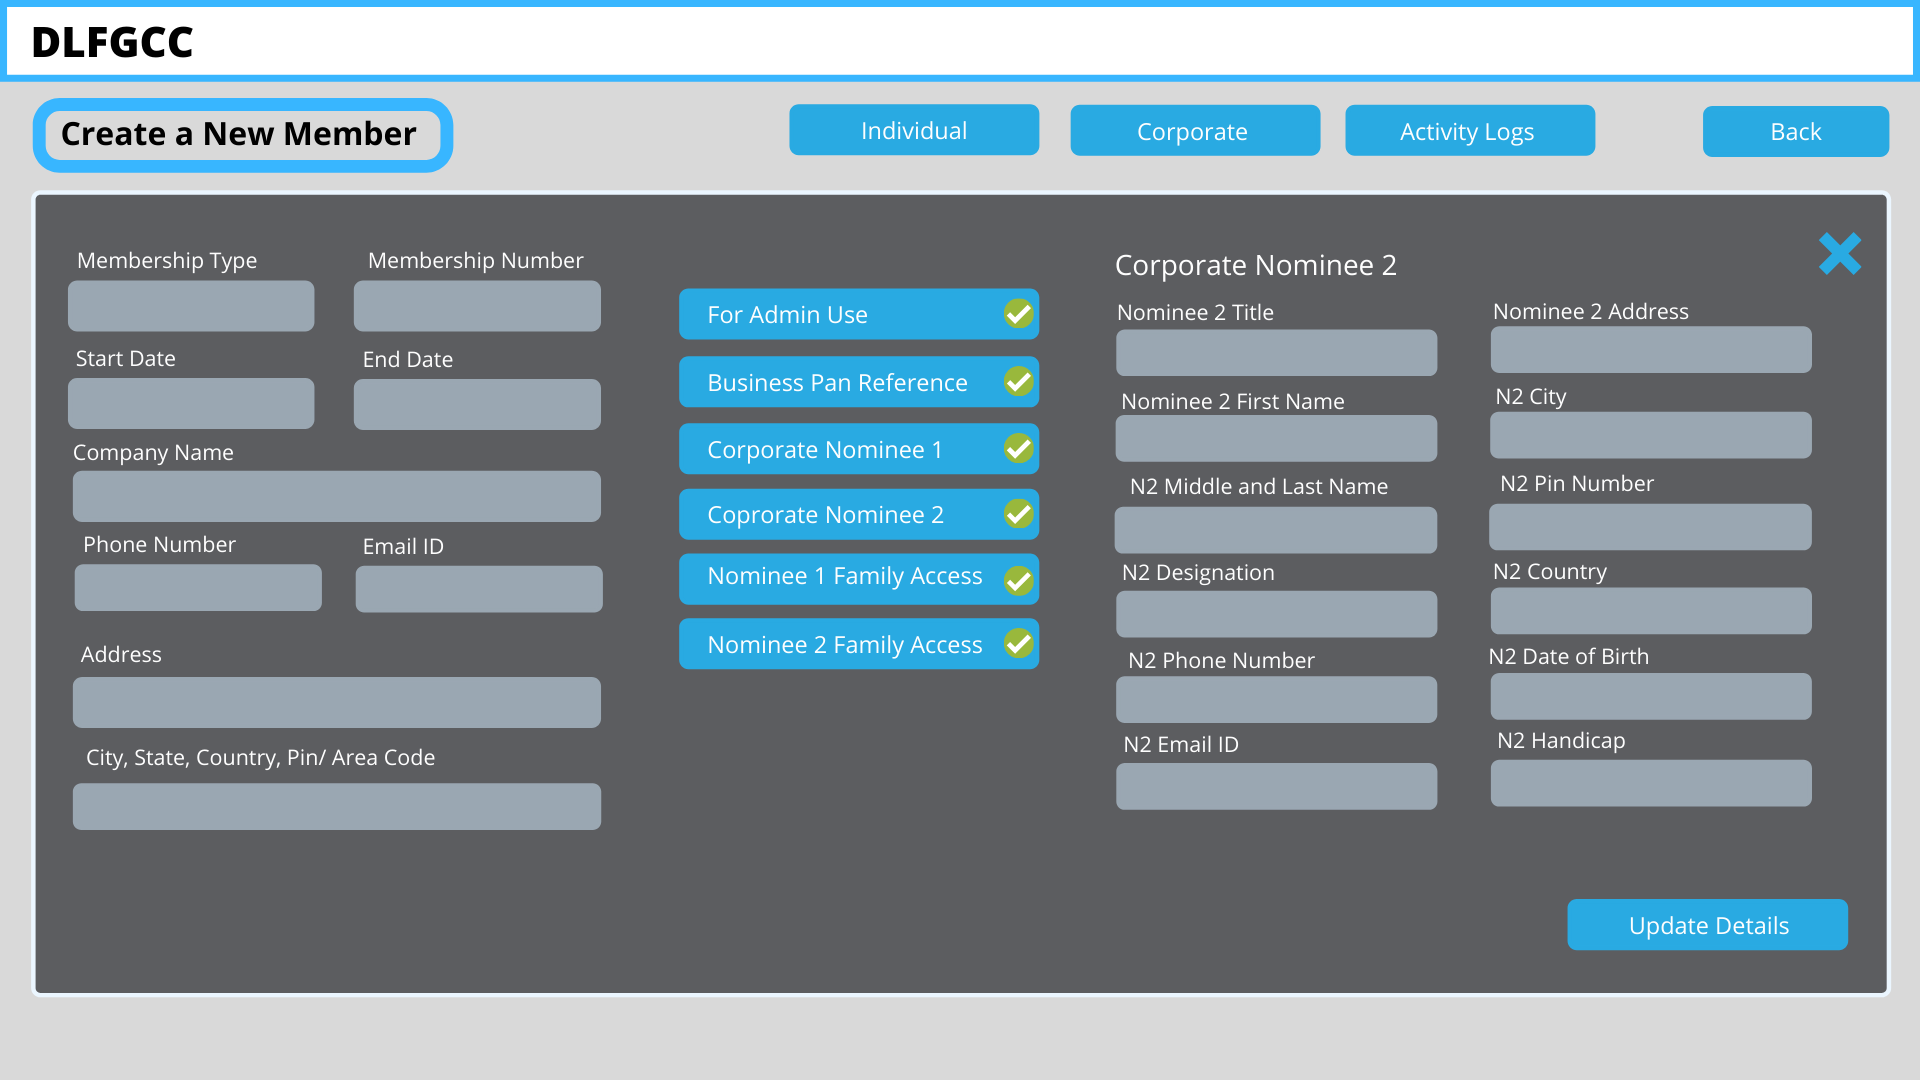 DLFGCC
Create a New Member
Individual
Corporate
Activity Logs
Back
Membership Type
Membership Number
Start Date
End Date
Company Name
Phone Number
Email ID
Address
City, State, Country, Pin/ Area Code
For Admin Use
Business Pan Reference
Corporate Nominee 1
Coprorate Nominee 2
Nominee 1 Family Access
Nominee 2 Family Access
Corporate Nominee 2
Nominee 2 Title
Nominee 2 First Name
N2 Middle and Last Name
N2 Designation
N2 Phone Number
N2 Email ID
Nominee 2 Address
N2 City
N2 Pin Number
N2 Country
N2 Date of Birth
N2 Handicap
Update Details